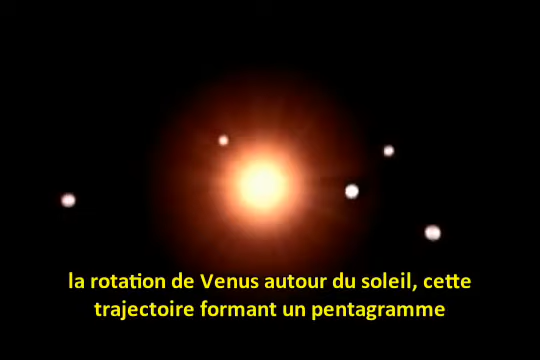 la rotation de Venus autour du soleil, cette
trajectoire formant un pentagramme